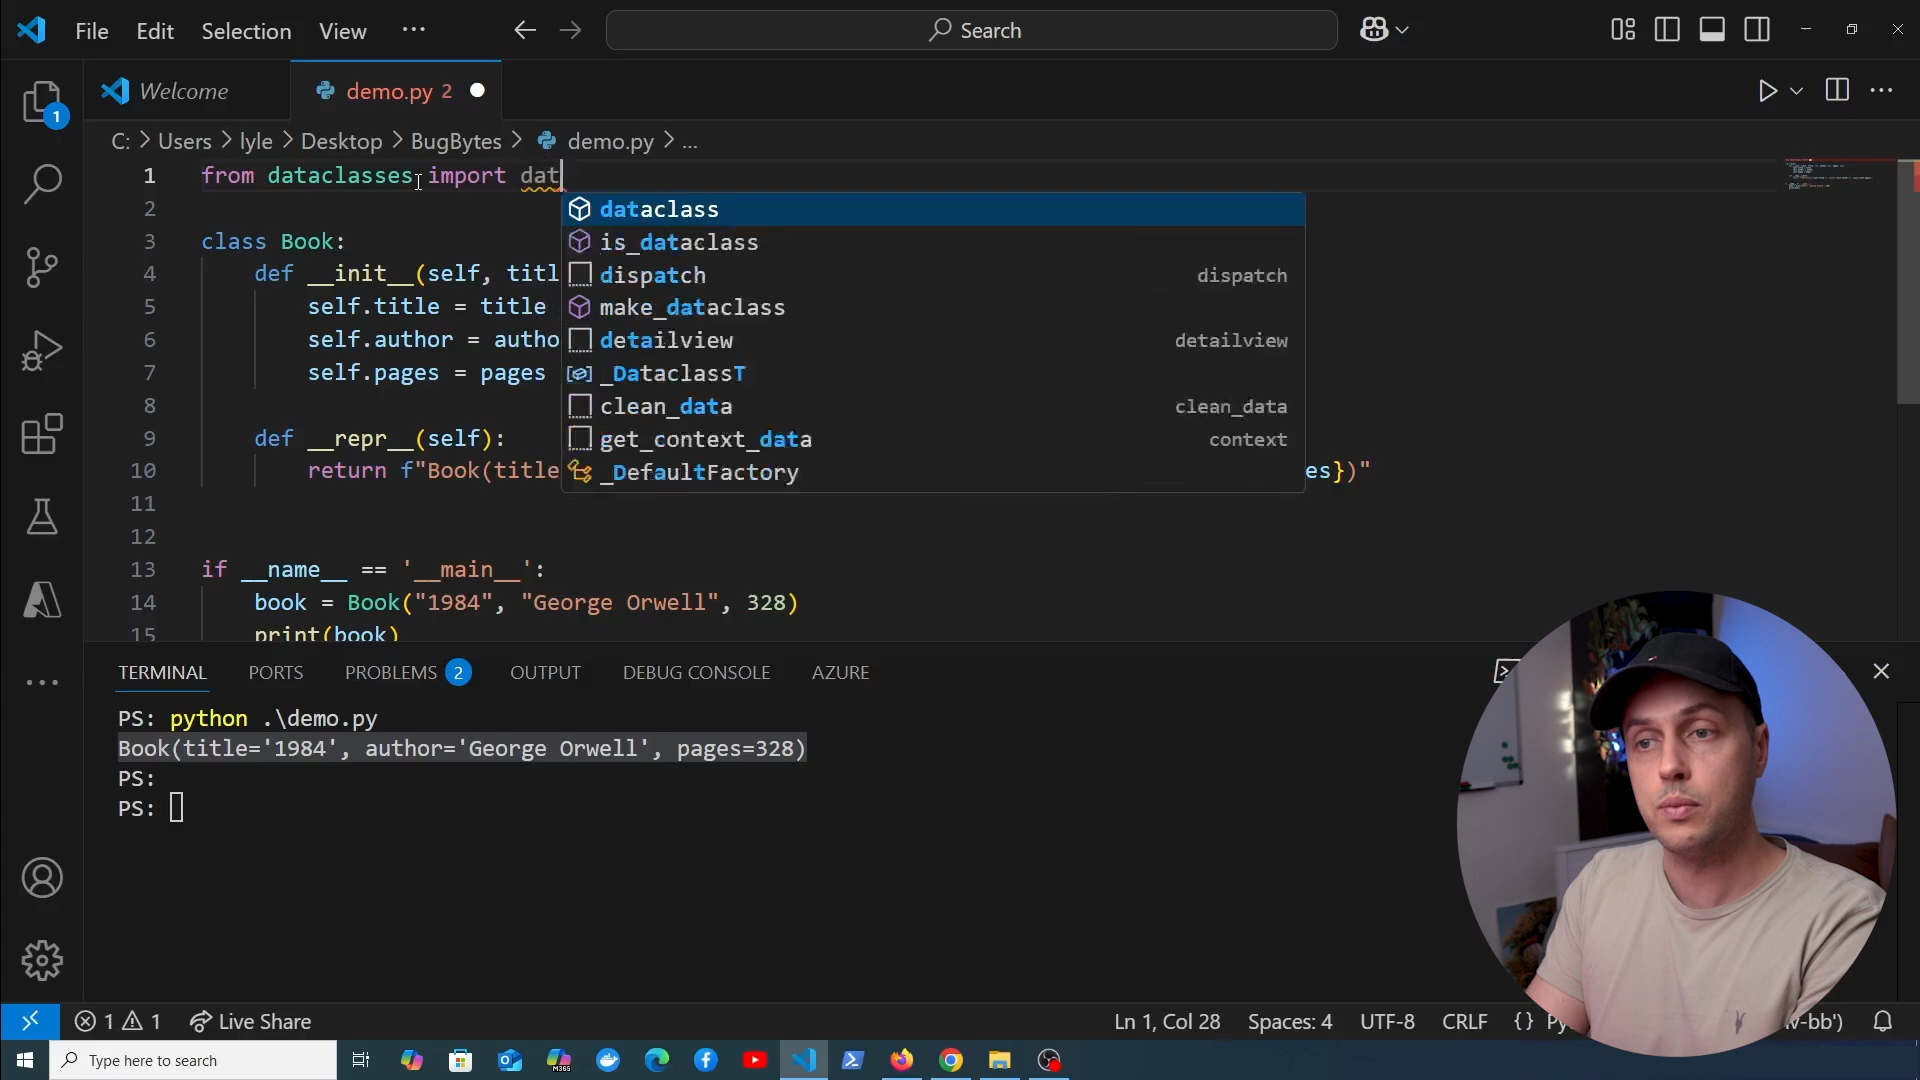 File Edit Selection View ··· Search
Welcome demo.py 2
1
C: > Users > lyle > Desktop > BugBytes > demo.py > ...
1 from dataclasses import dat
dataclass
is_dataclass
dispatch dispatch
make_dataclass
detailview detailview
_DataclassT
clean_data clean_data
get_context_data context
_DefaultFactory
2
3 class Book:
4 def __init__(self, titl
5 self.title = title
6 self.author = autho
7 self.pages = pages
8
9 def __repr__(self):
10 return f"Book(title es})"
11
12
13 if __name__ == '__main__':
14 book = Book("1984", "George Orwell", 328)
15 print(book)
TERMINAL PORTS PROBLEMS 2 OUTPUT DEBUG CONSOLE AZURE
PS: python .\demo.py
Book(title='1984', author='George Orwell', pages=328)
PS:
PS:
1 1 Live Share Ln 1, Col 28 Spaces: 4 UTF-8 CRLF {}
Type here to search M365